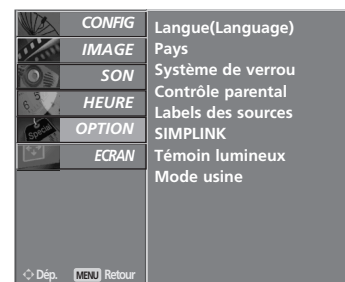 CONFIG
IMAGE
SON
HEURE
OPTION
ECRAN
Langue(Language)
Pays
Système de verrou
Contrôle parental
Labels des sources
SIMPLINK
Témoin lumineux
Mode usine
Dép. MENU Retour